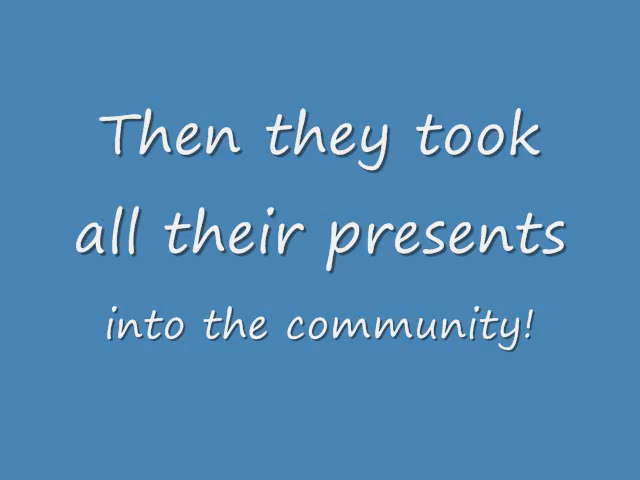 Then they took
all their presents
into the community!